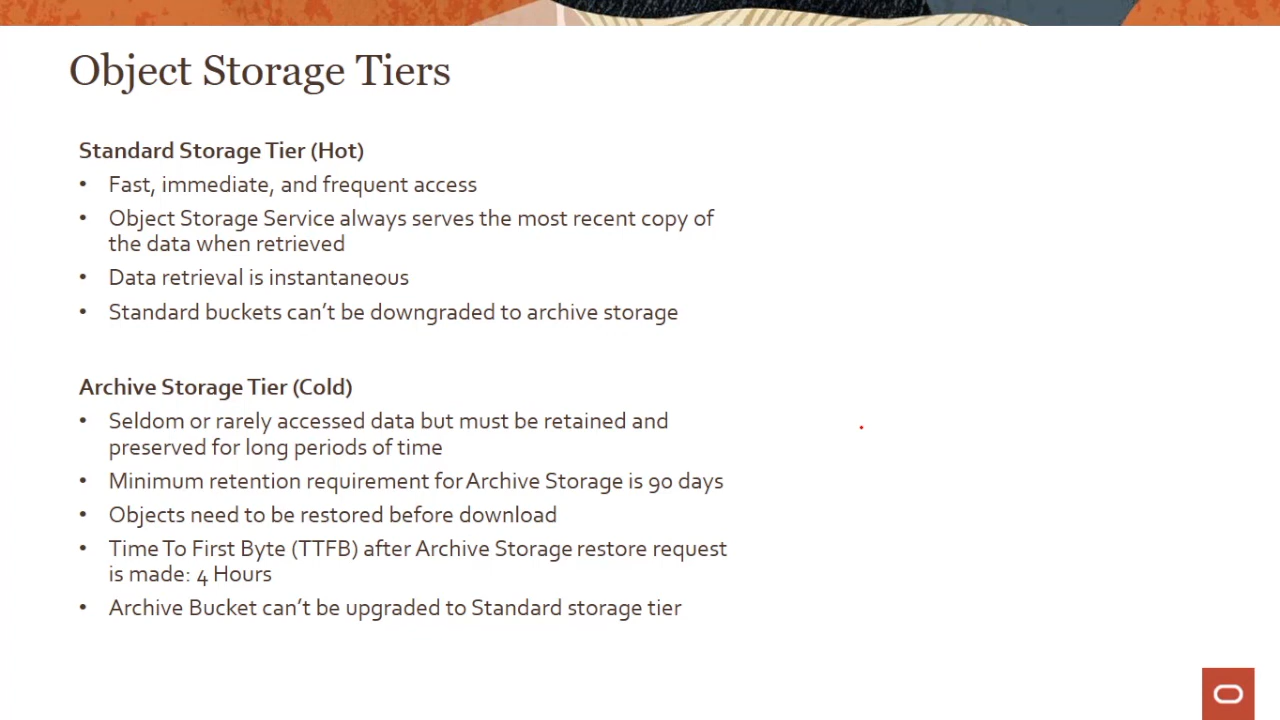 Object Storage Tiers
Standard Storage Tier (Hot)
• Fast, immediate, and frequent access
• Object Storage Service always serves the most recent copy of
the data when retrieved
• Data retrieval is instantaneous
• Standard buckets can’t be downgraded to archive storage
Archive Storage Tier (Cold)
• Seldom or rarely accessed data but must be retained and
preserved for long periods of time
• Minimum retention requirement for Archive Storage is 90 days
• Objects need to be restored before download
• Time To First Byte (TTFB) after Archive Storage restore request
is made: 4 Hours
• Archive Bucket can’t be upgraded to Standard storage tier